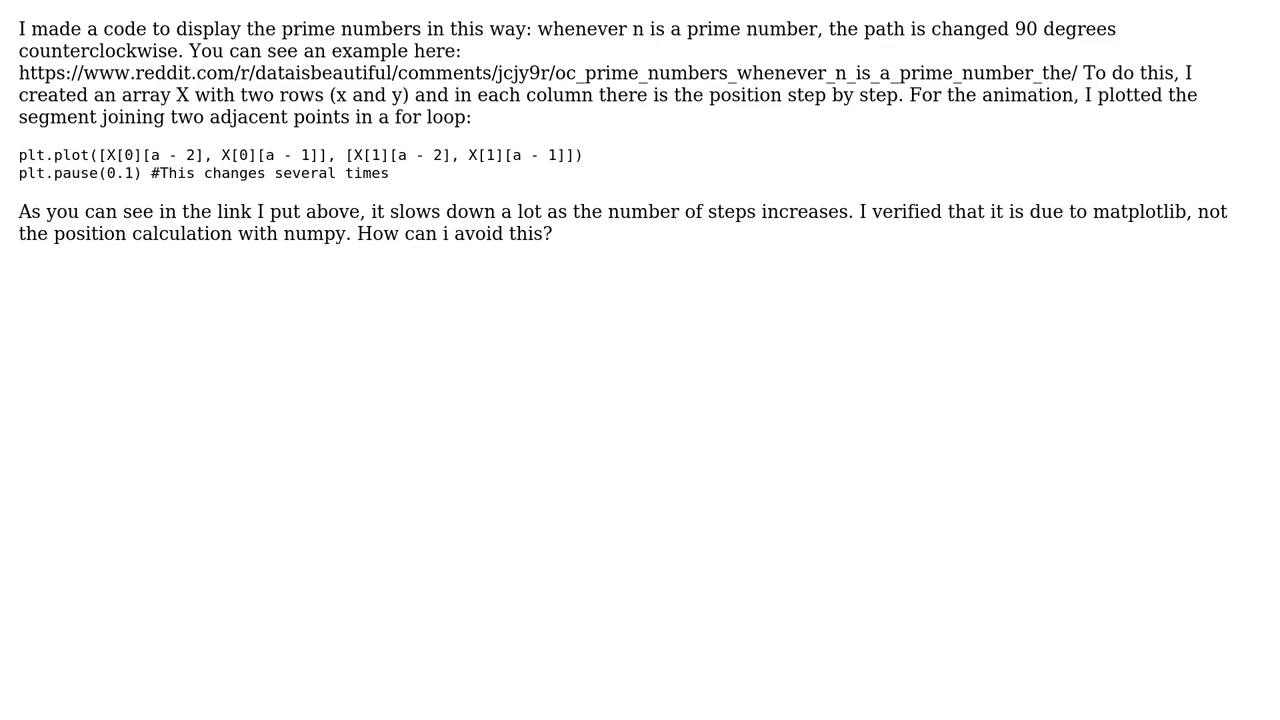 I made a code to display the prime numbers in this way: whenever n is a prime number, the path is changed 90 degrees
counterclockwise. You can see an example here:
https://www.reddit.com/r/dataisbeautiful/comments/jcjy9r/oc_prime_numbers_whenever_n_is_a_prime_number_the/ To do this, I
created an array X with two rows (x and y) and in each column there is the position step by step. For the animation, I plotted the
segment joining two adjacent points in a for loop:
plt.plot([X[0][a - 2], X[0][a - 1]], [X[1][a - 2], X[1][a - 1]])
plt.pause(0.1) #This changes several times
As you can see in the link I put above, it slows down a lot as the number of steps increases. I verified that it is due to matplotlib, not
the position calculation with numpy. How can i avoid this?